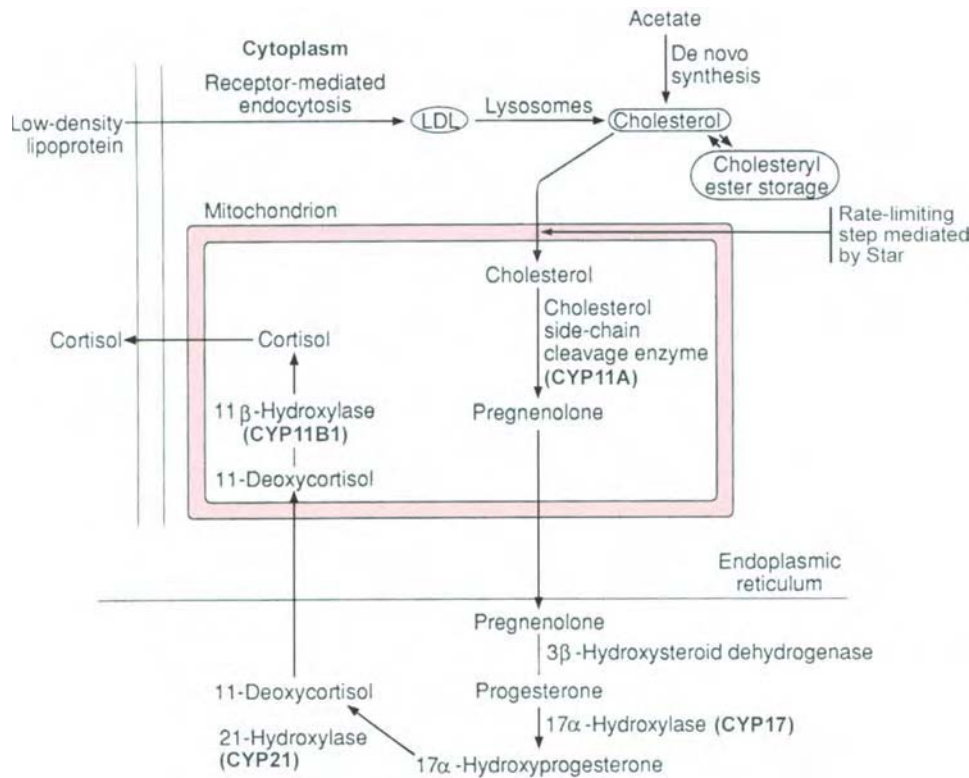 Acetate
Cytoplasm
De novo
synthesis
Receptor-mediated
endocytosis
Low-density
lipoprotein
LDL
Lysosomes
Cholesterol
Cholesteryl
ester storage
Mitochondrion
Rate-limiting
step mediated
by Star
Cholesterol
Cholesterol
side-chain
cleavage enzyme
(CYP11A)
Pregnenolone
Cortisol
Cortisol
11β-Hydroxylase
(CYP11B1)
11-Deoxycortisol
Endoplasmic
reticulum
Pregnenolone
3β-Hydroxysteroid dehydrogenase
Progesterone
17α-Hydroxylase (CYP17)
17α-Hydroxyprogesterone
11-Deoxycortisol
21-Hydroxylase
(CYP21)